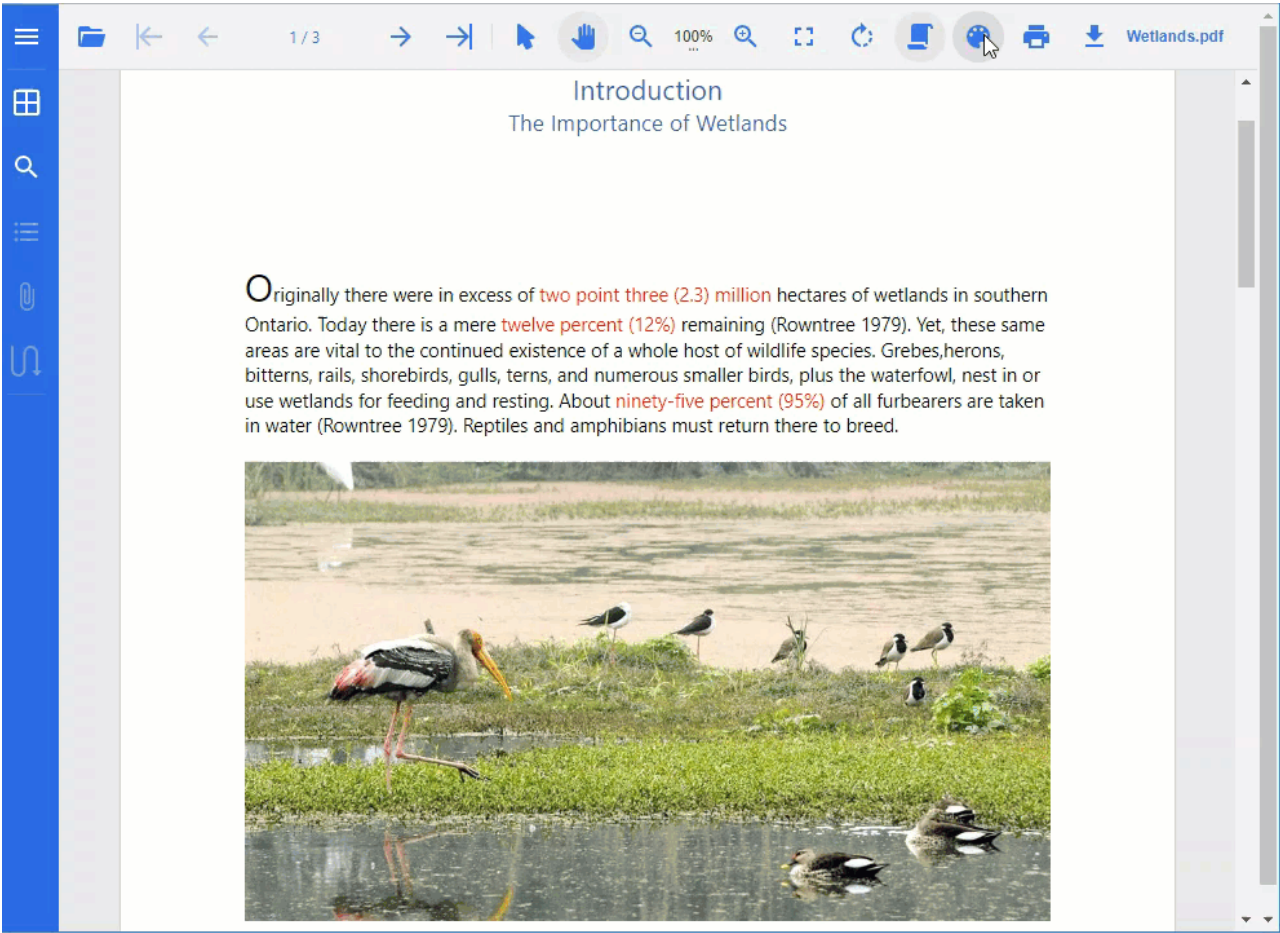 1 / 3
100%
Wetlands.pdf
Introduction
The Importance of Wetlands
Originally there were in excess of two point three (2.3) million hectares of wetlands in southern
Ontario. Today there is a mere twelve percent (12%) remaining (Rowntree 1979). Yet, these same
areas are vital to the continued existence of a whole host of wildlife species. Grebes,herons,
bitterns, rails, shorebirds, gulls, terns, and numerous smaller birds, plus the waterfowl, nest in or
use wetlands for feeding and resting. About ninety-five percent (95%) of all furbearers are taken
in water (Rowntree 1979). Reptiles and amphibians must return there to breed.